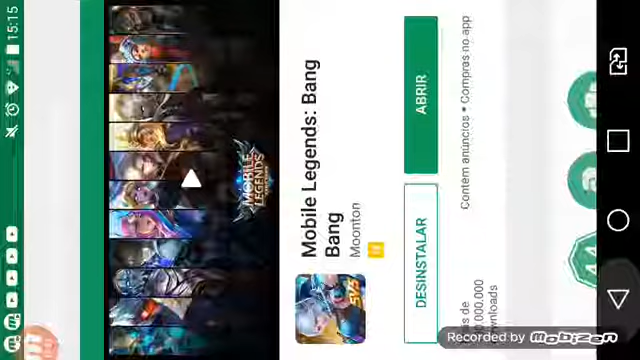 15:15
MOBILE
LEGENDS
Mobile Legends: Bang
Bang
Moonton
DESINSTALAR
ABRIR
Contém anúncios • Compras no app
Recorded by mobizen